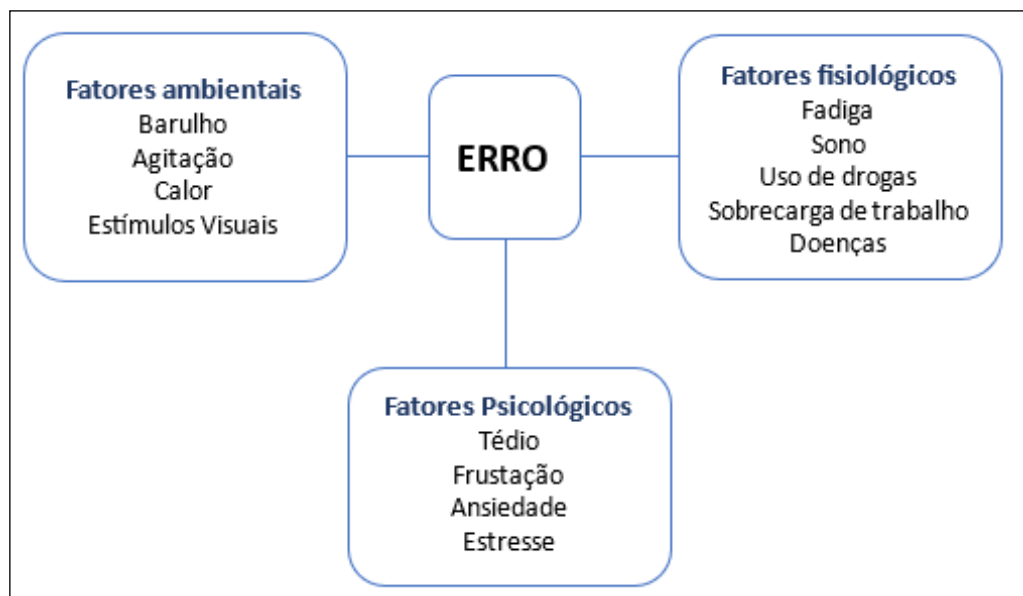 Fatores ambientais
Barulho
Agitação
Calor
Estímulos Visuais
ERRO
Fatores fisiológicos
Fadiga
Sono
Uso de drogas
Sobrecarga de trabalho
Doenças
Fatores Psicológicos
Tédio
Frustação
Ansiedade
Estresse